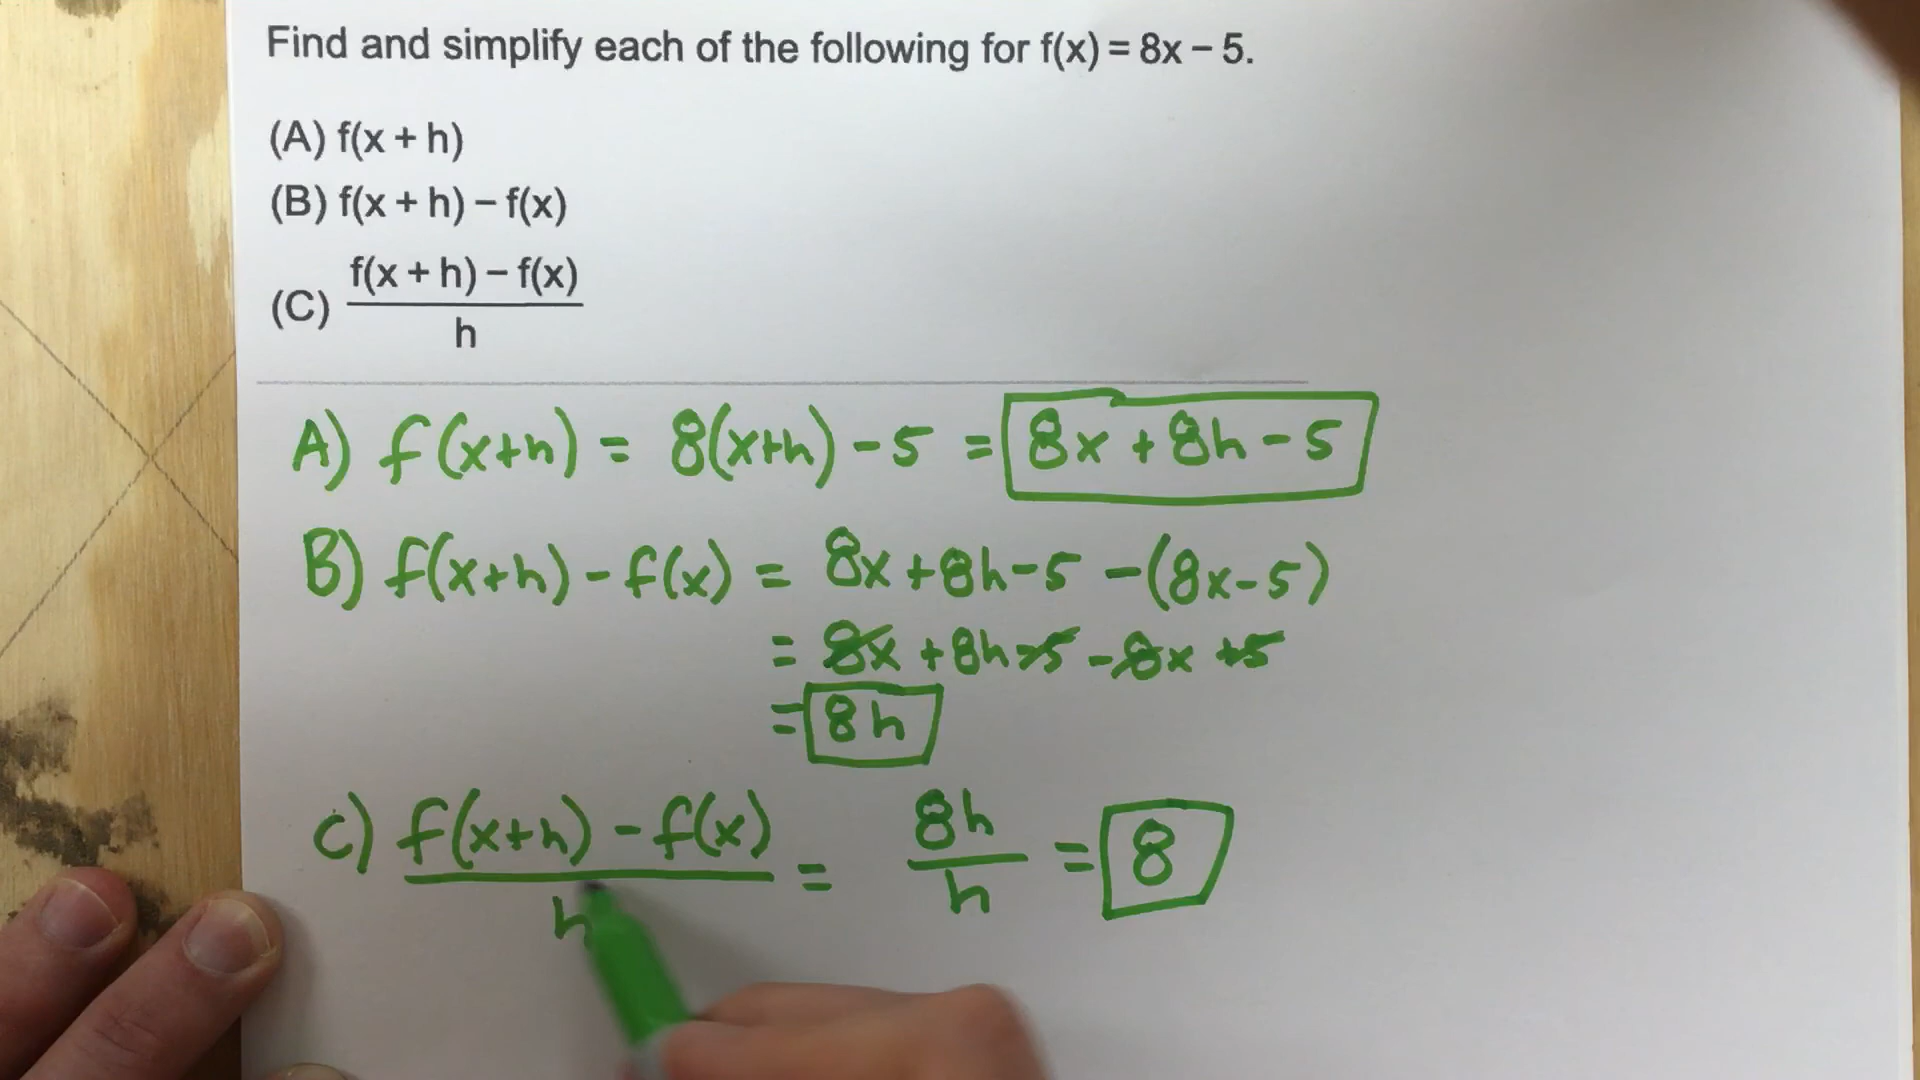 Find and simplify each of the following for f(x) = 8x – 5.
(A) f(x + h)
(B) f(x + h) – f(x)
(C) f(x + h) – f(x)
h
A) f(x+h) = 8(x+h) - 5 = 8x + 8h - 5
B) f(x+h) - f(x) = 8x + 8h - 5 - (8x - 5)
= 8x + 8h - 5 - 8x + 5
= 8h
C) f(x+h) - f(x) = 8h = 8
h h